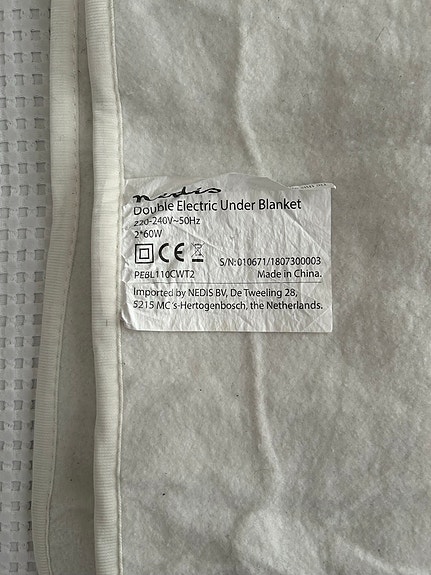 nedis
Double Electric Under Blanket
220-240V~50Hz
2*60W
CE
S/N:010671/1807300003
PEBL110CWT2
Made in China.
Imported by NEDIS BV, De Tweeling 28,
5215 MC 's-Hertogenbosch, the Netherlands.